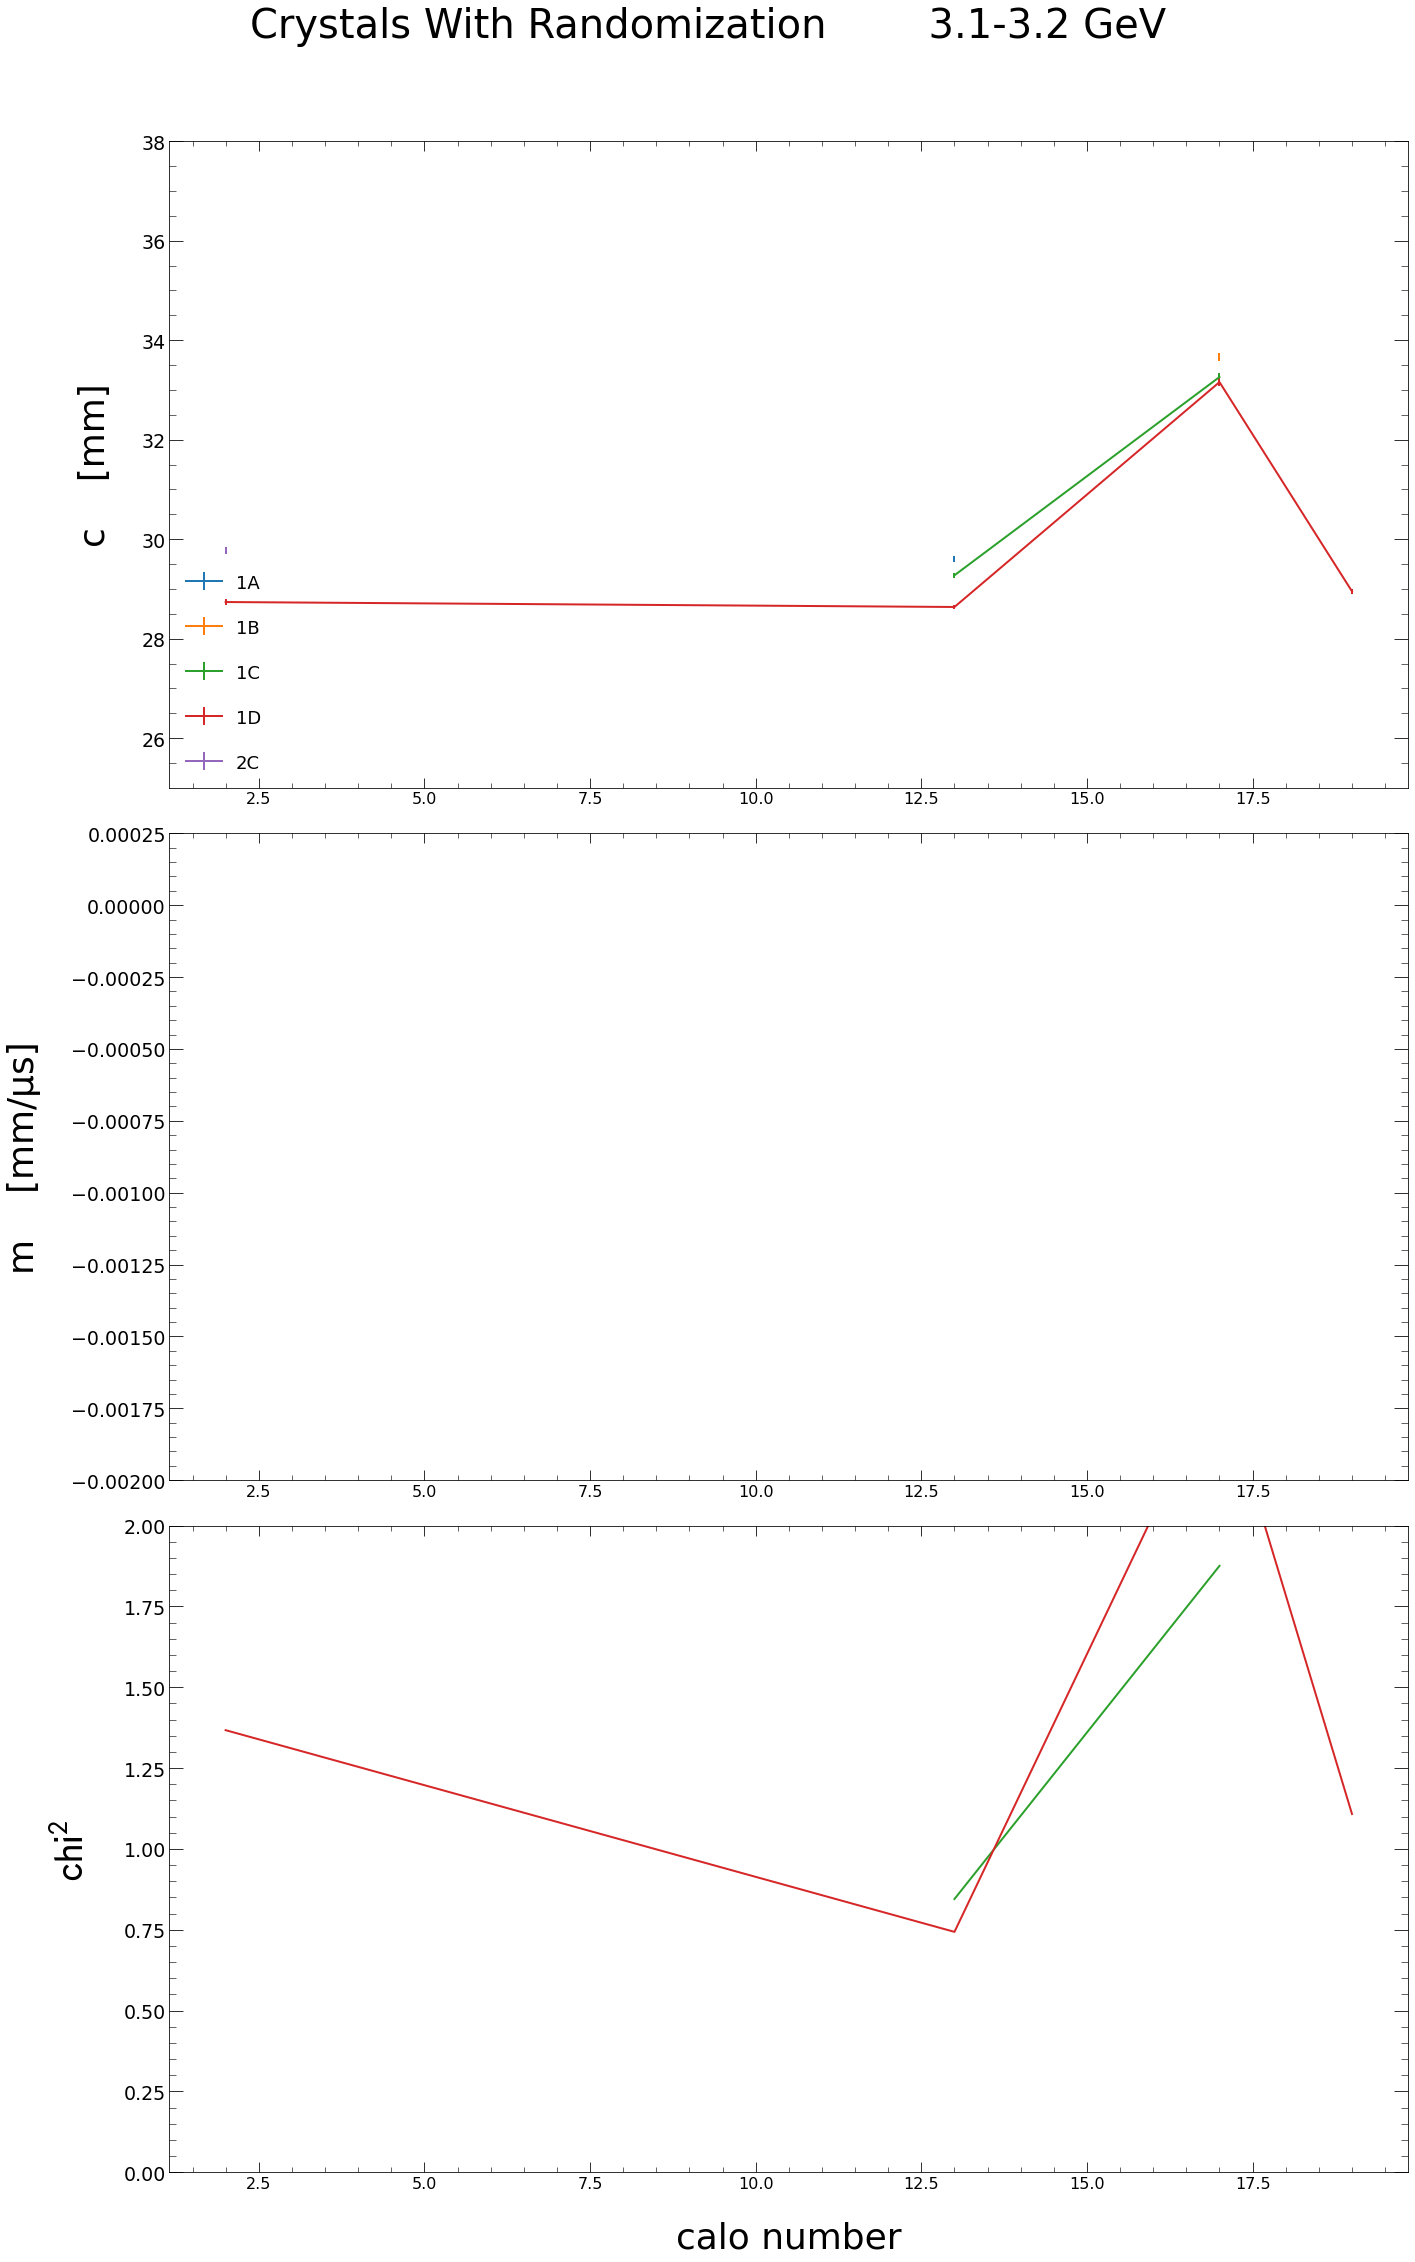 Crystals With Randomization 3.1-3.2 GeV
38
36
34
32
30
28
26
c [mm]
1A
1B
1C
1D
2C
2.5 5.0 7.5 10.0 12.5 15.0 17.5
0.00025
0.00000
−0.00025
−0.00050
−0.00075
−0.00100
−0.00125
−0.00150
−0.00175
−0.00200
m [mm/μs]
2.5 5.0 7.5 10.0 12.5 15.0 17.5
2.00
1.75
1.50
1.25
1.00
0.75
0.50
0.25
0.00
chi²
2.5 5.0 7.5 10.0 12.5 15.0 17.5
calo number